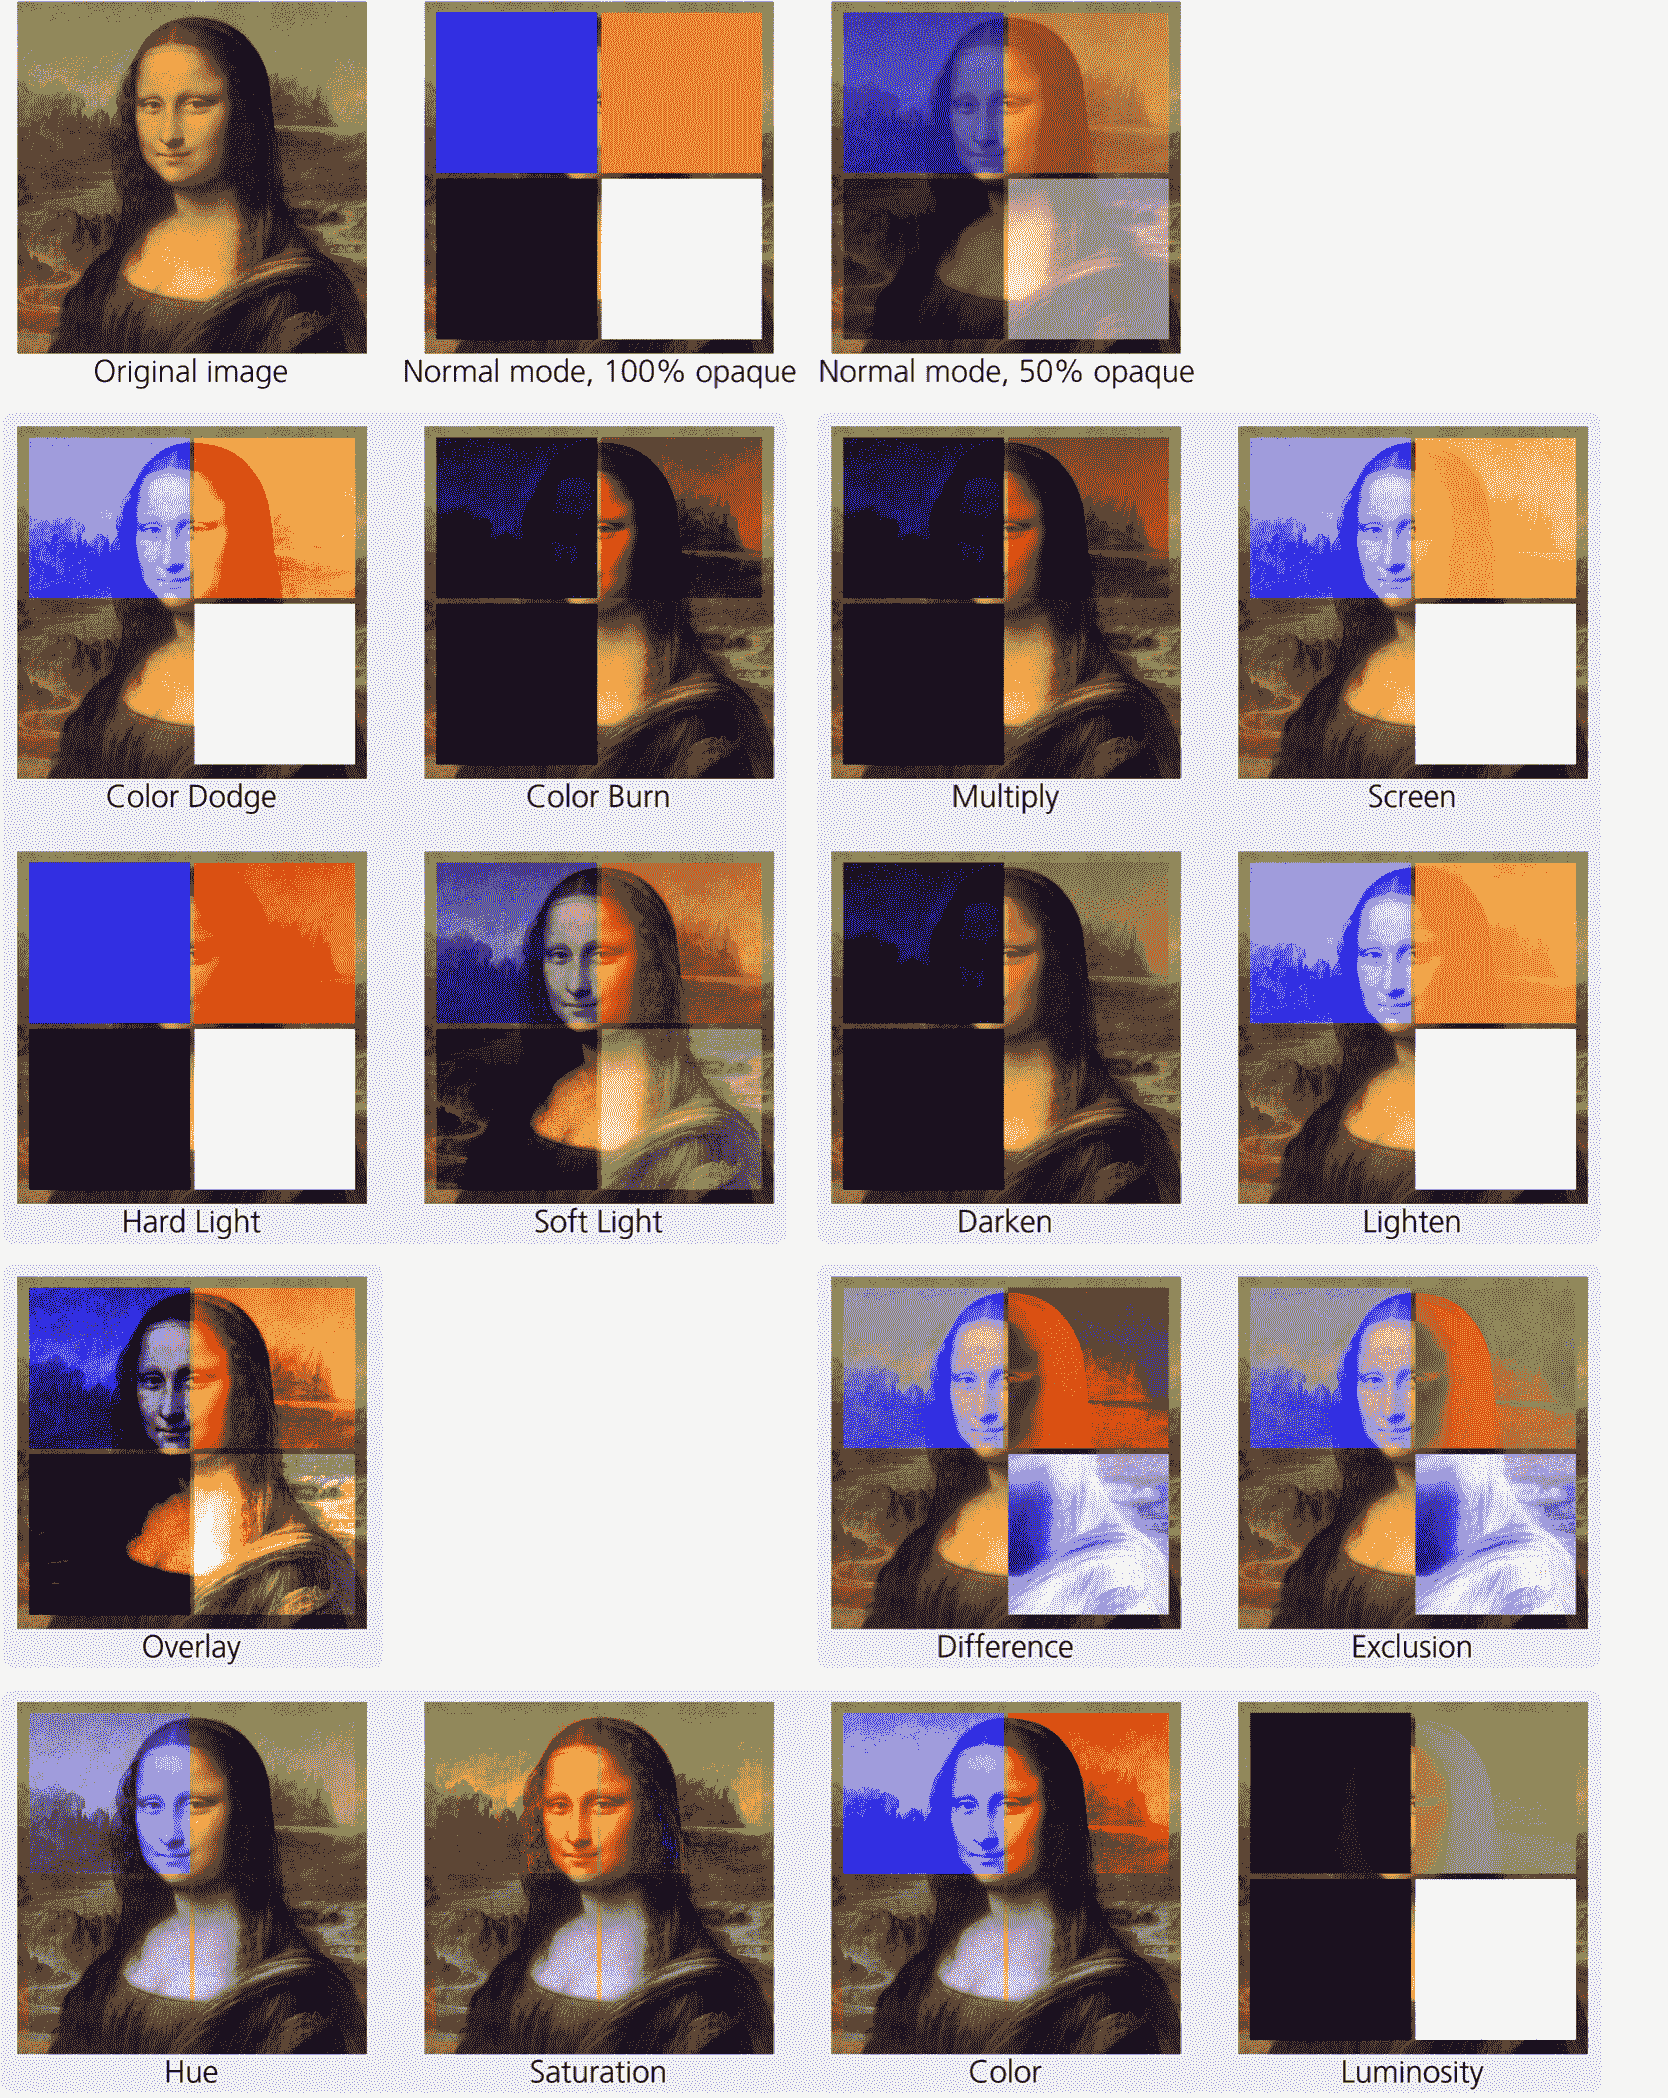 Original image
Normal mode, 100% opaque
Normal mode, 50% opaque
Color Dodge
Color Burn
Multiply
Screen
Hard Light
Soft Light
Darken
Lighten
Overlay
Difference
Exclusion
Hue
Saturation
Color
Luminosity